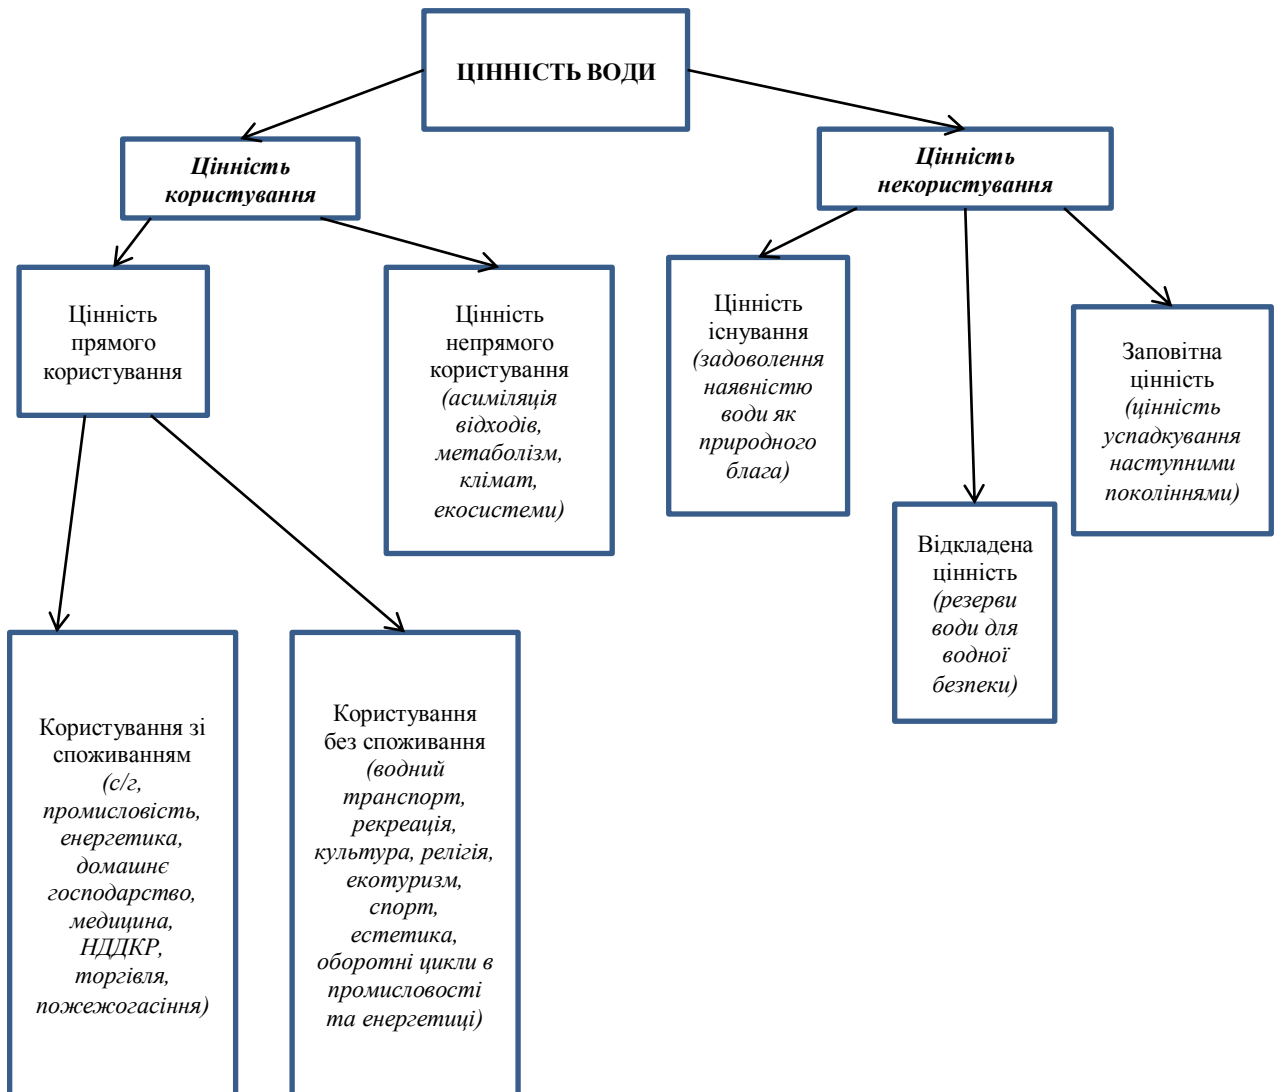 ЦІННІСТЬ ВОДИ
Цінність
користування
Цінність
некористування
Цінність
прямого
користування
Цінність
непрямого
користування
(асиміляція
відходів,
метаболізм,
клімат,
екосистеми)
Цінність
існування
(задоволення
наявністю
води як
природного
блага)
Заповітна
цінність
(цінність
успадкування
наступними
поколіннями)
Відкладена
цінність
(резерви
води для
водної
безпеки)
Користування зі
споживанням
(с/г,
промисловість,
енергетика,
домашнє
господарство,
медицина,
НДДКР,
торгівля,
пожежогасіння)
Користування
без споживання
(водний
транспорт,
рекреація,
культура, релігія,
екотуризм,
спорт,
естетика,
оборотні цикли в
промисловості
та енергетиці)